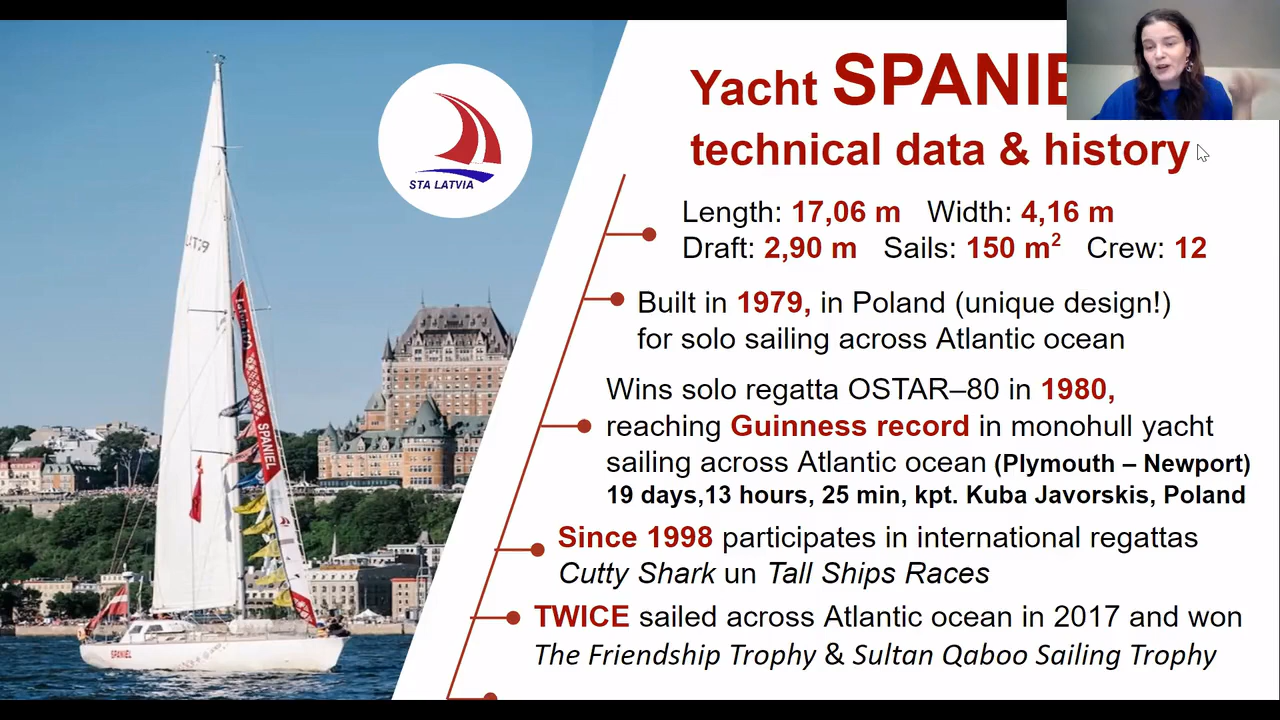 STA LATVIA
LAT79
SPANIEL
SPANIEL
Yacht SPANIE
technical data & history
Length: 17,06 m Width: 4,16 m
Draft: 2,90 m Sails: 150 m² Crew: 12
Built in 1979, in Poland (unique design!)
for solo sailing across Atlantic ocean
Wins solo regatta OSTAR–80 in 1980,
reaching Guinness record in monohull yacht
sailing across Atlantic ocean (Plymouth – Newport)
19 days,13 hours, 25 min, kpt. Kuba Javorskis, Poland
Since 1998 participates in international regattas
Cutty Shark un Tall Ships Races
TWICE sailed across Atlantic ocean in 2017 and won
The Friendship Trophy & Sultan Qaboo Sailing Trophy